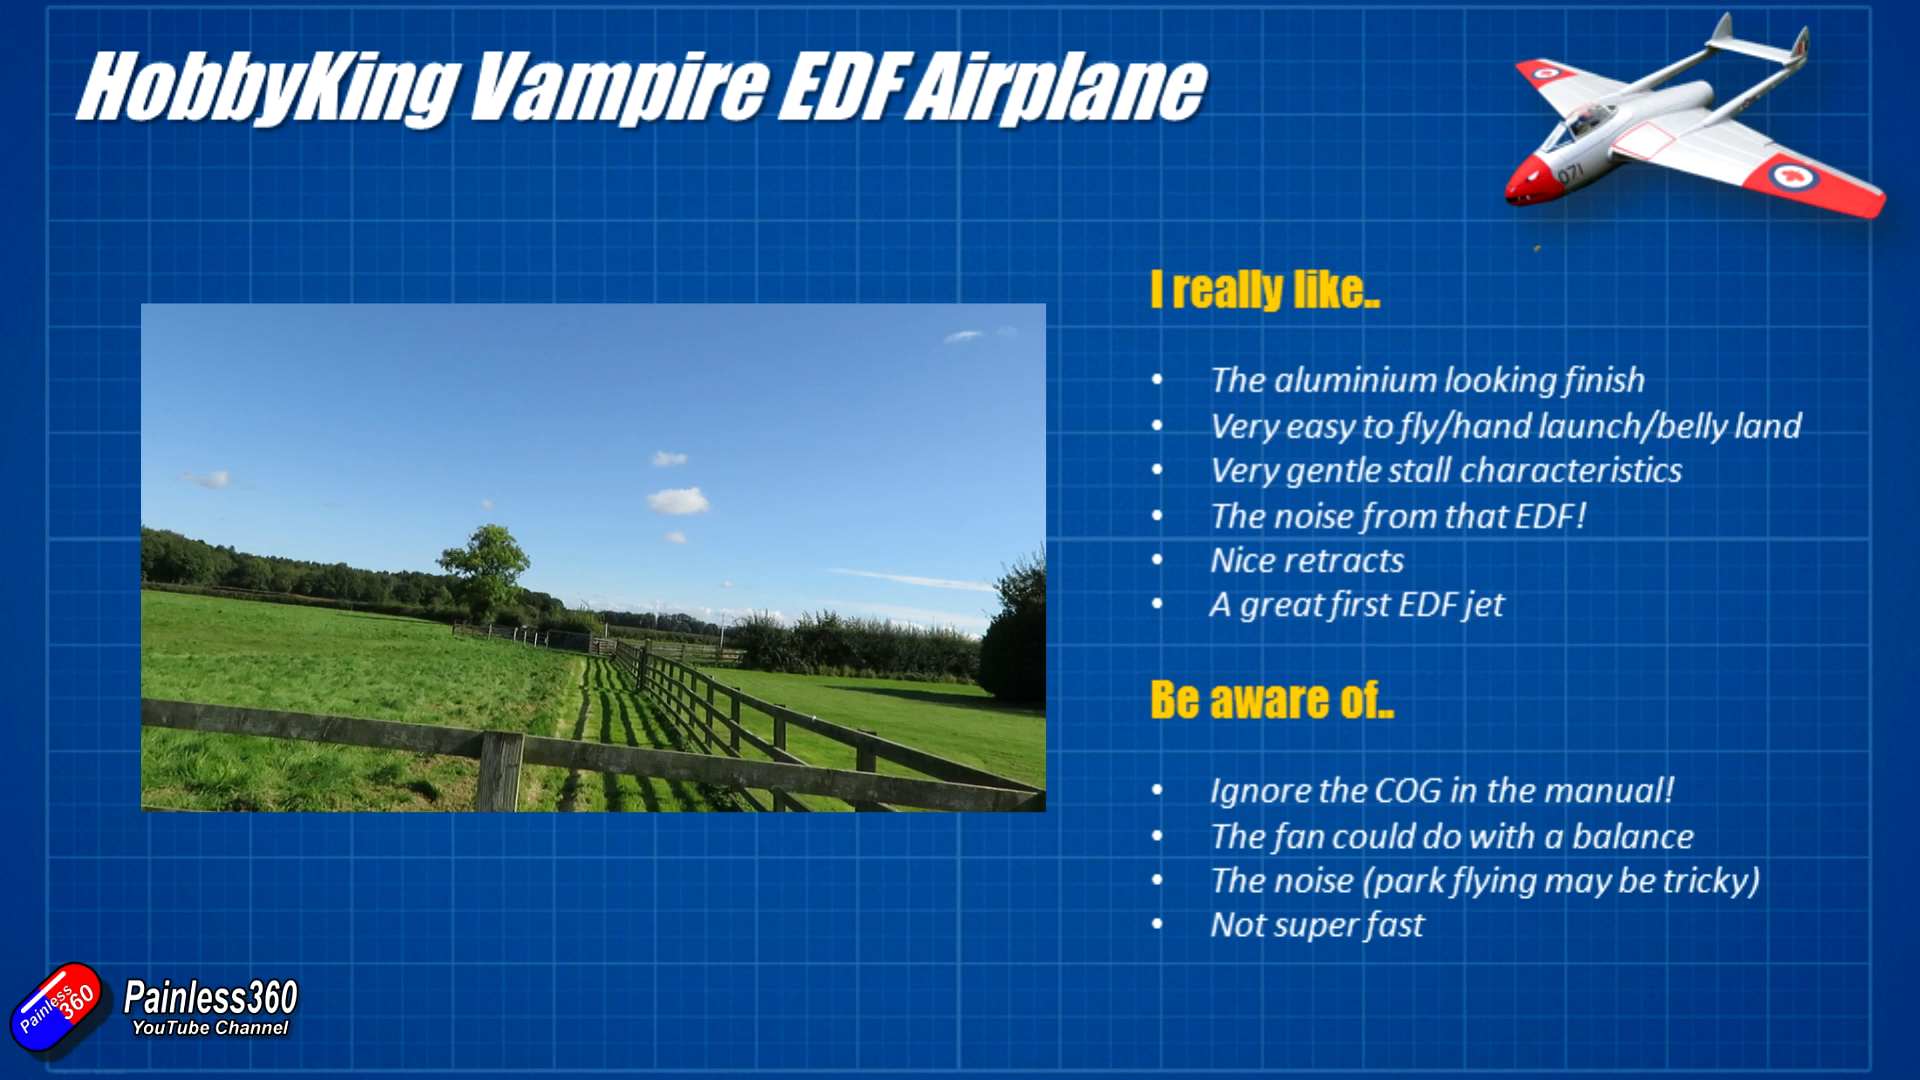 HobbyKing Vampire EDF Airplane
071
I really like..
• The aluminium looking finish
• Very easy to fly/hand launch/belly land
• Very gentle stall characteristics
• The noise from that EDF!
• Nice retracts
• A great first EDF jet
Be aware of..
• Ignore the COG in the manual!
• The fan could do with a balance
• The noise (park flying may be tricky)
• Not super fast
Painless
360
Painless360
YouTube Channel